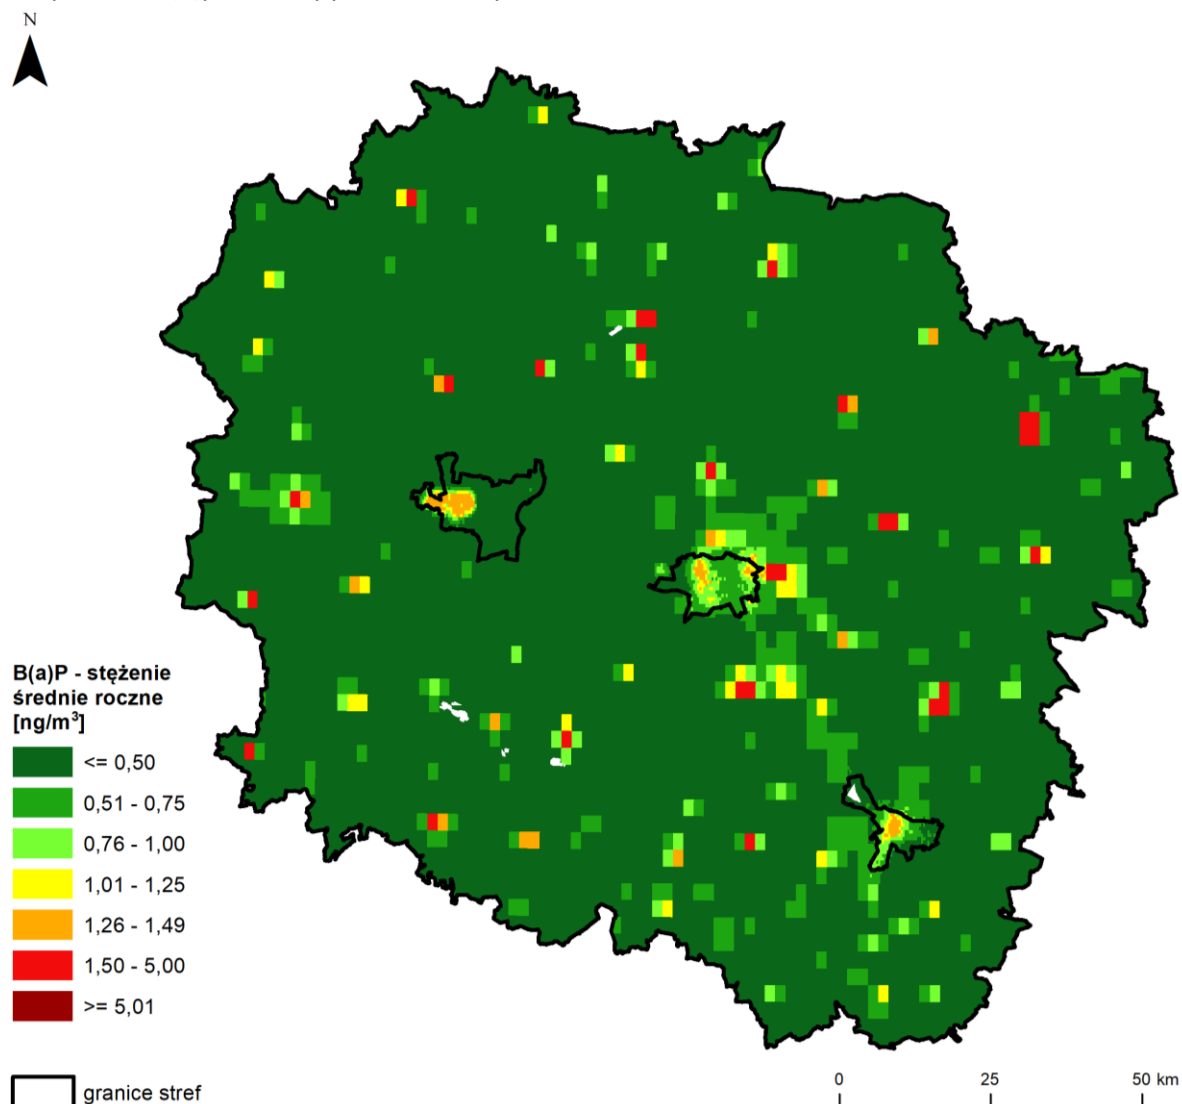 N
B(a)P - stężenie
średnie roczne
[ng/m³]
<= 0,50
0,51 - 0,75
0,76 - 1,00
1,01 - 1,25
1,26 - 1,49
1,50 - 5,00
>= 5,01
granice stref
0 25 50 km